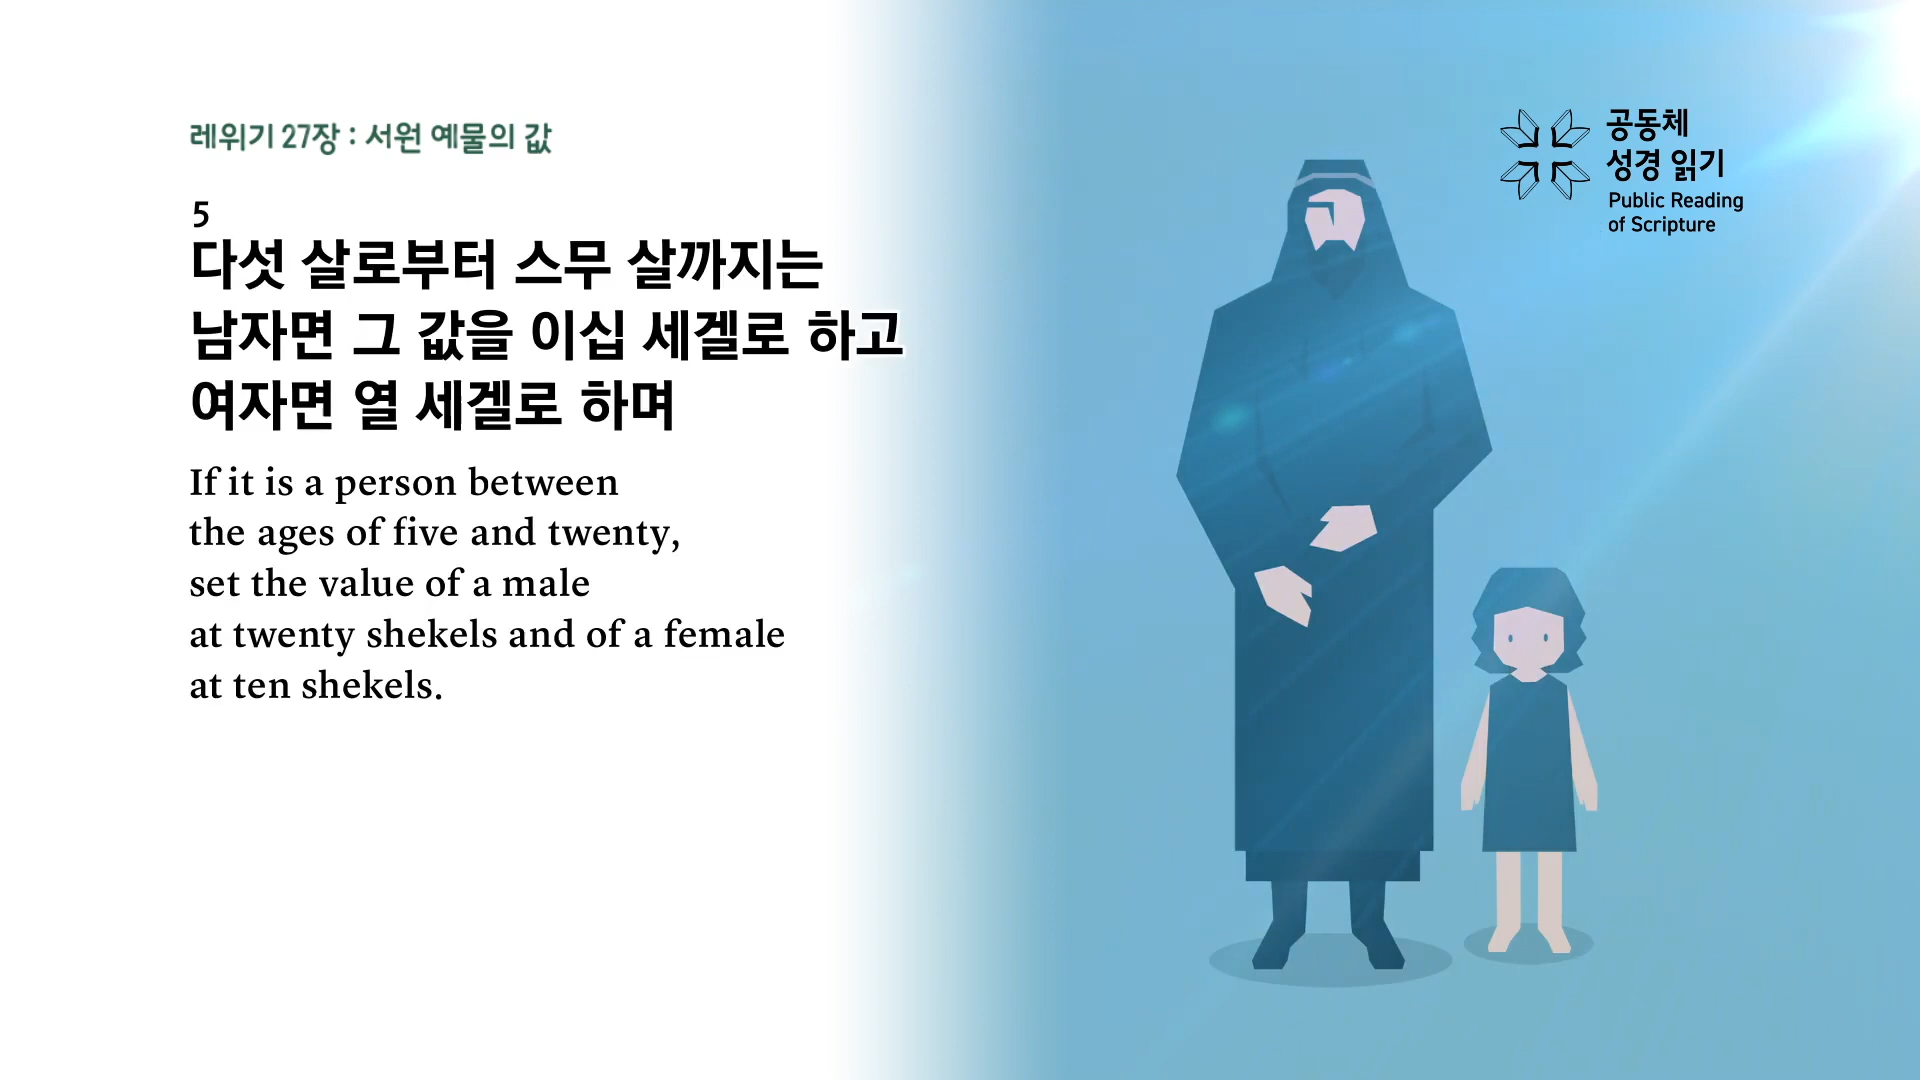 레위기 27장 : 서원 예물의 값
5
다섯 살로부터 스무 살까지는
남자면 그 값을 이십 세겔로 하고
여자면 열 세겔로 하며
If it is a person between
the ages of five and twenty,
set the value of a male
at twenty shekels and of a female
at ten shekels.
공동체
성경 읽기
Public Reading
of Scripture